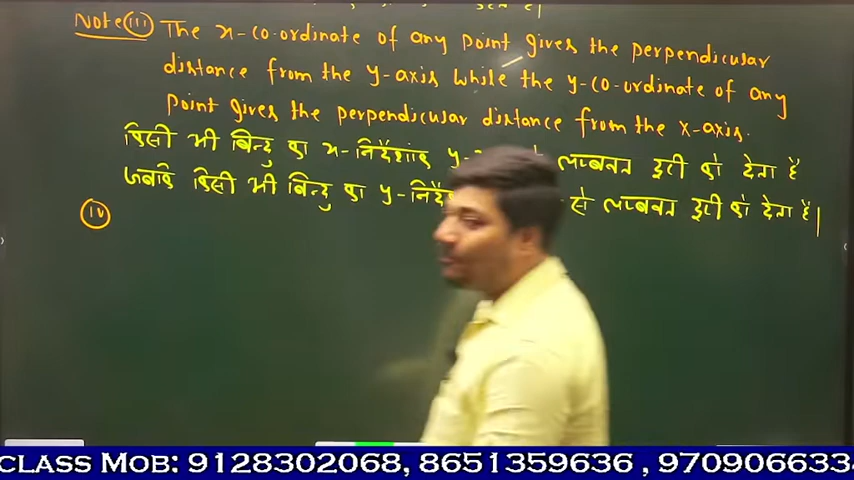 Note (iii) The x-co-ordinate of any point gives the perpendicular
distance from the y-axis while the y-co-ordinate of any
point gives the perpendicular distance from the x-axis.
किसी भी बिन्दु का x-निर्देशांक y- लम्बवत दूरी को देता है
जबकि किसी भी बिन्दु का y- से लम्बवत दूरी को देता है|
(iv)
CLASS MOB: 9128302068, 8651359636 , 970906633